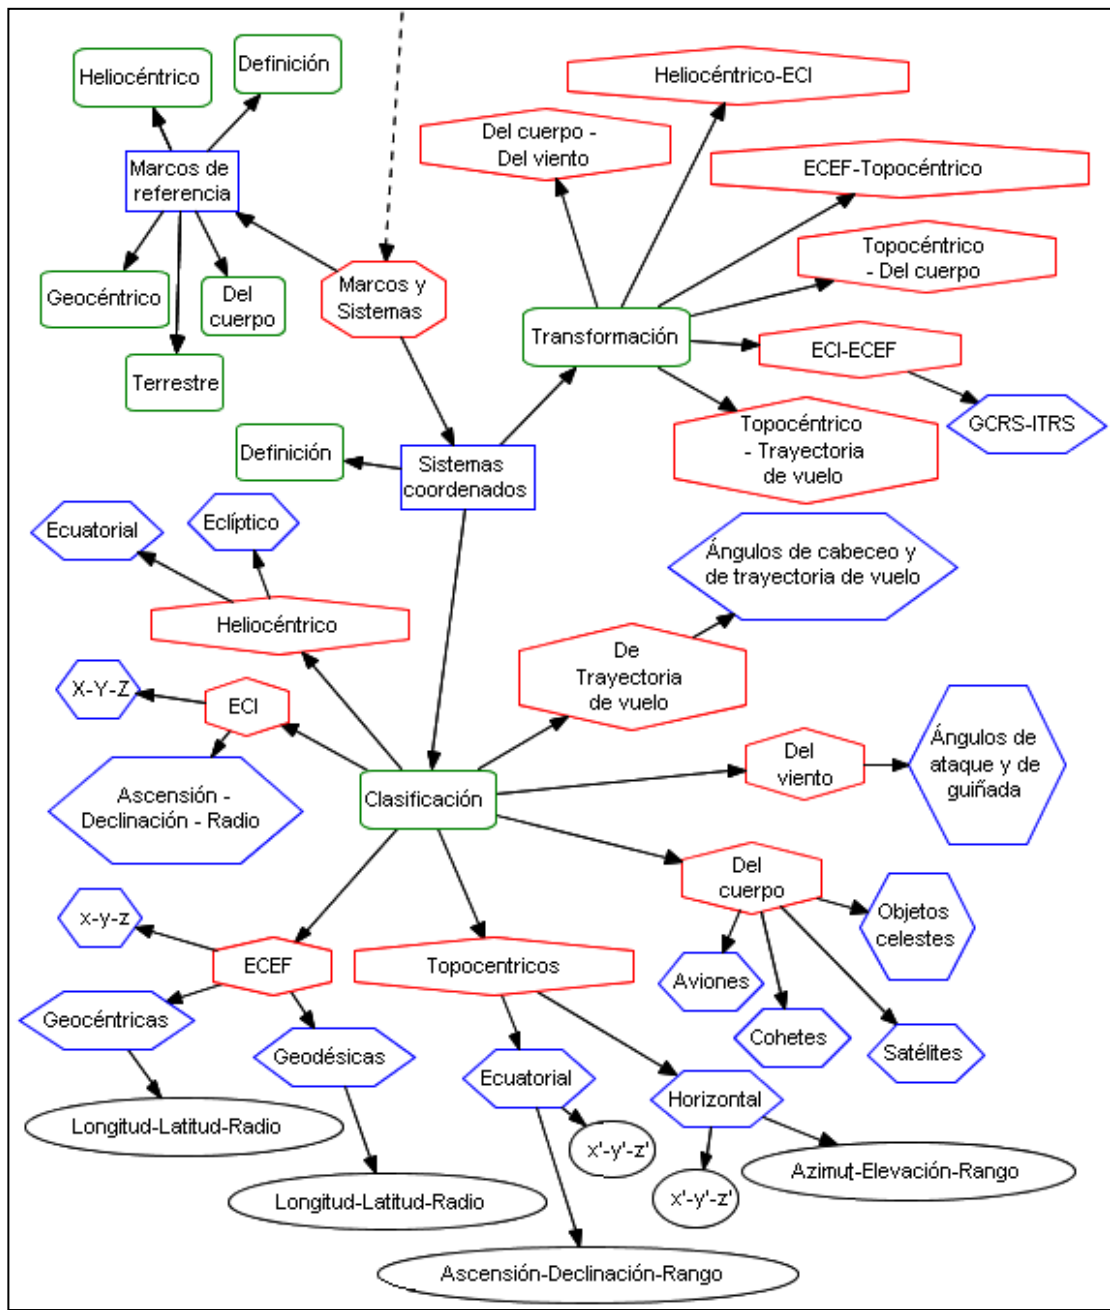 Heliocéntrico
Definición
Heliocéntrico-ECI
Del cuerpo -
Del viento
Marcos de
referencia
ECEF-Topocéntrico
Topocéntrico
- Del cuerpo
Geocéntrico
Del
cuerpo
Marcos y
Sistemas
Transformación
ECI-ECEF
Terrestre
GCRS-ITRS
Topocéntrico
- Trayectoria
de vuelo
Definición
Sistemas
coordenados
Ecuatorial
Eclíptico
Ángulos de cabeceo y
de trayectoria de vuelo
Heliocéntrico
De
Trayectoria
de vuelo
X-Y-Z
ECI
Del
viento
Ángulos de
ataque y de
guiñada
Ascensión -
Declinación - Radio
Clasificación
Del
cuerpo
Objetos
celestes
x-y-z
ECEF
Topocentricos
Aviones
Geocéntricas
Geodésicas
Cohetes
Satélites
Ecuatorial
Horizontal
Longitud-Latitud-Radio
x'-y'-z'
Azimut-Elevación-Rango
x'-y'-z'
Longitud-Latitud-Radio
Ascensión-Declinación-Rango